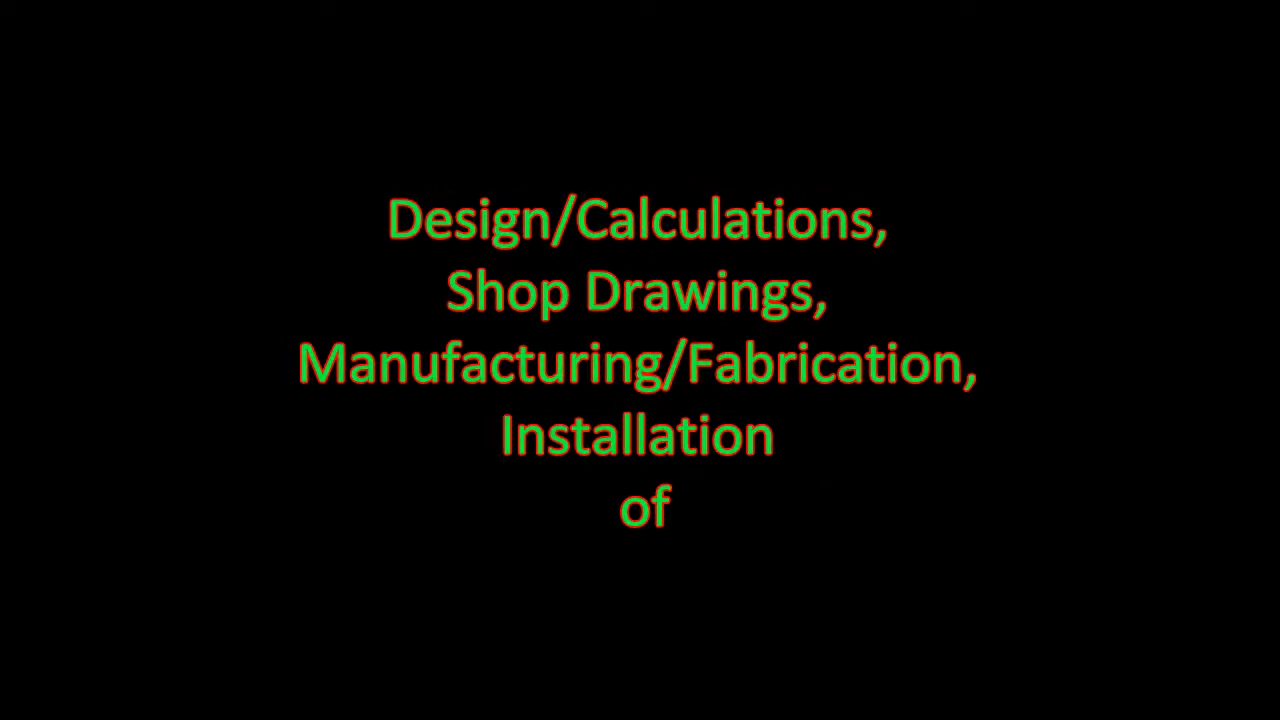 Design/Calculations,
Shop Drawings,
Manufacturing/Fabrication,
Installation
of